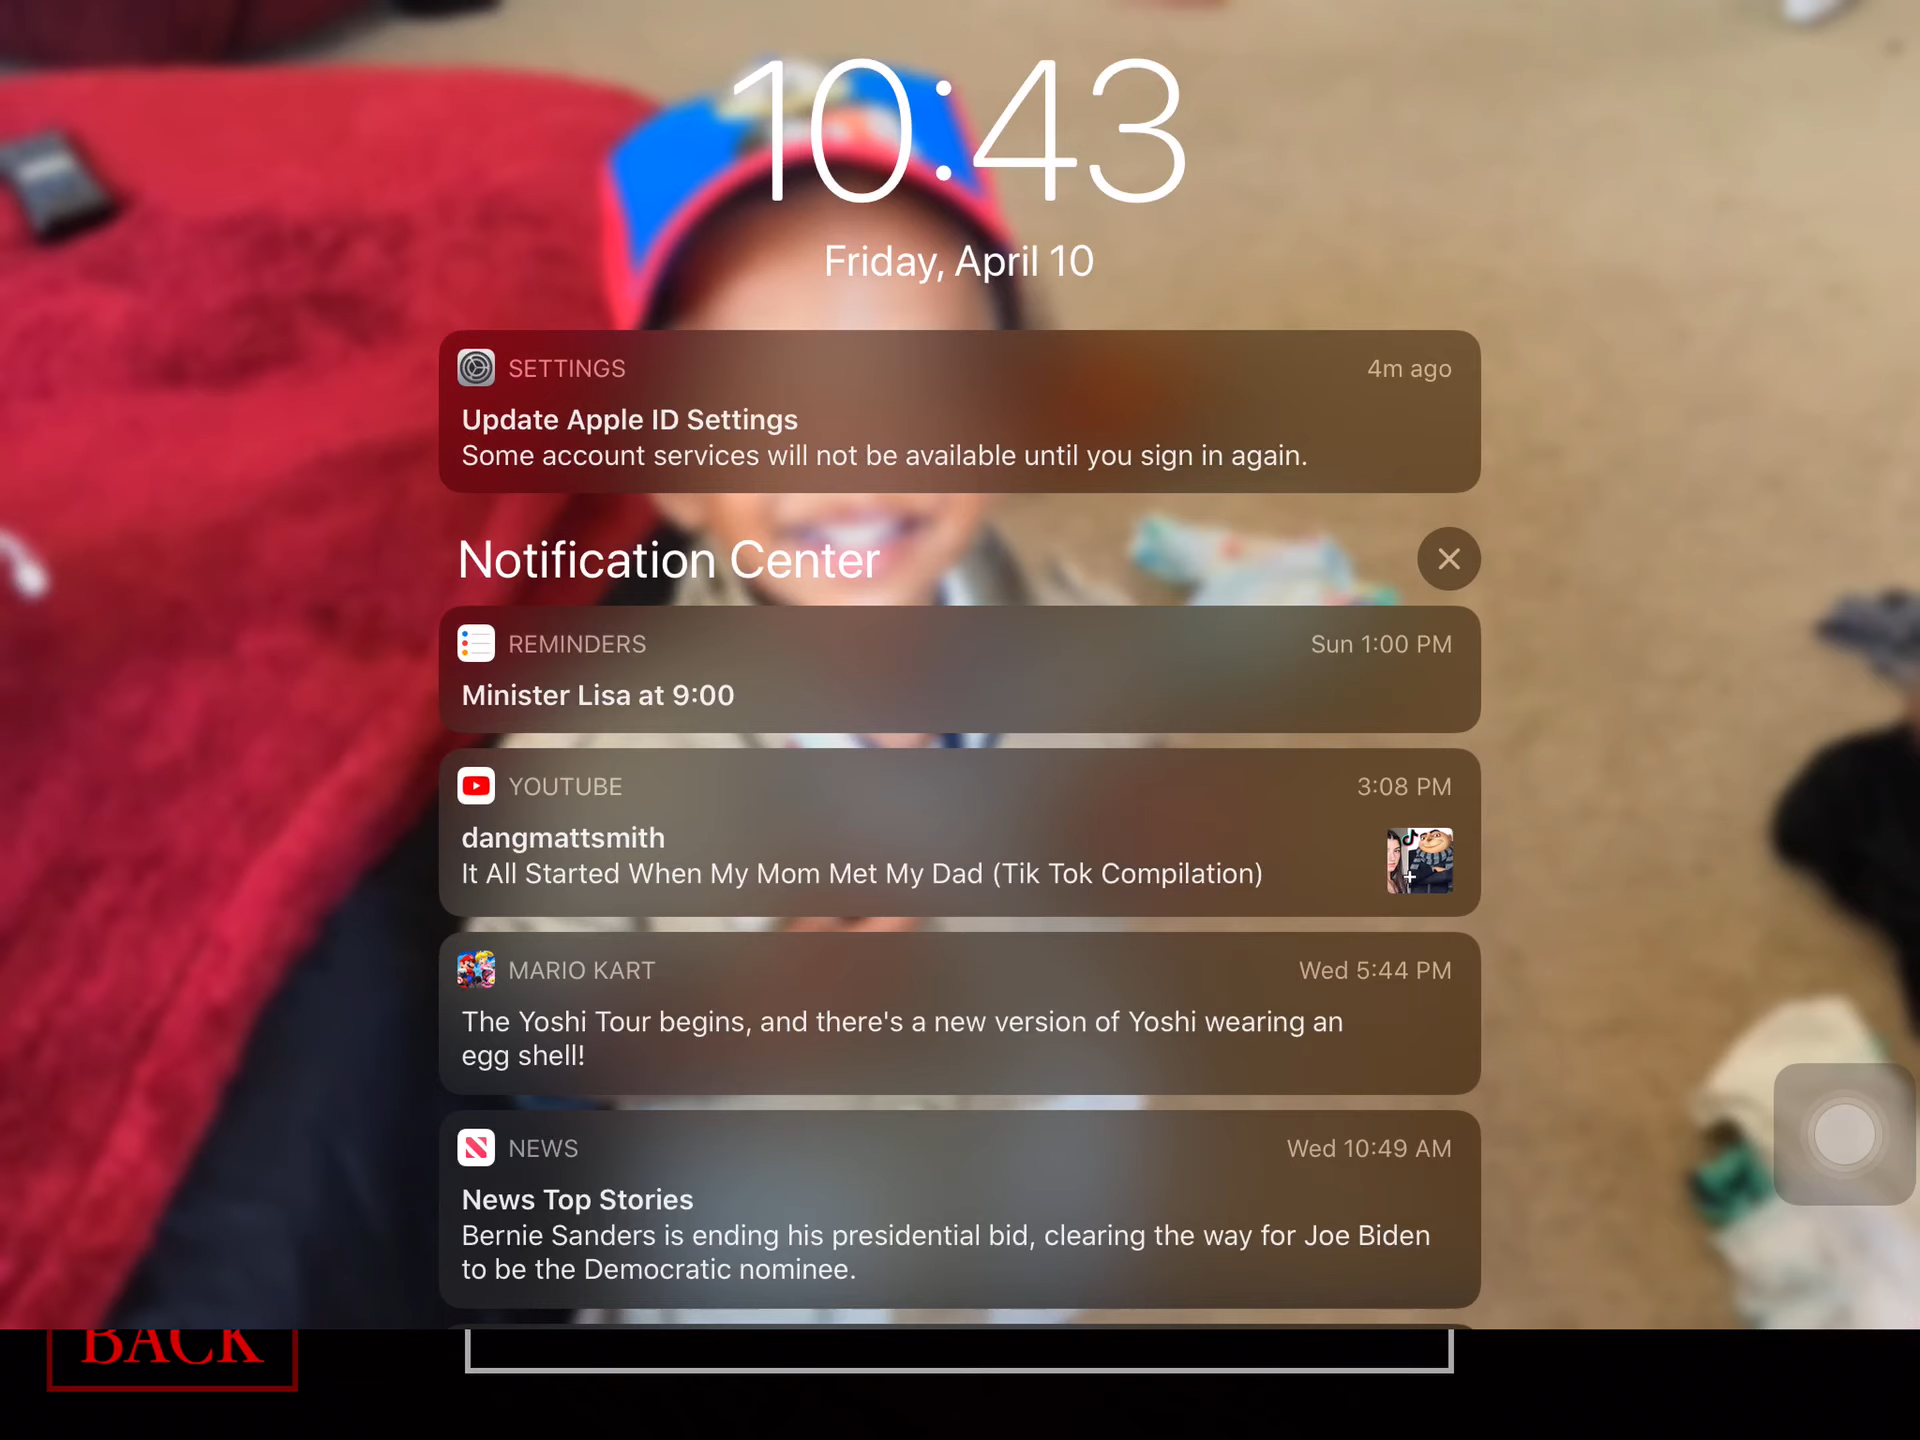 10:43
Friday, April 10
SETTINGS 4m ago
Update Apple ID Settings
Some account services will not be available until you sign in again.
Notification Center
REMINDERS Sun 1:00 PM
Minister Lisa at 9:00
YOUTUBE 3:08 PM
dangmattsmith
It All Started When My Mom Met My Dad (Tik Tok Compilation)
MARIO KART Wed 5:44 PM
The Yoshi Tour begins, and there's a new version of Yoshi wearing an
egg shell!
NEWS Wed 10:49 AM
News Top Stories
Bernie Sanders is ending his presidential bid, clearing the way for Joe Biden
to be the Democratic nominee.
BACK